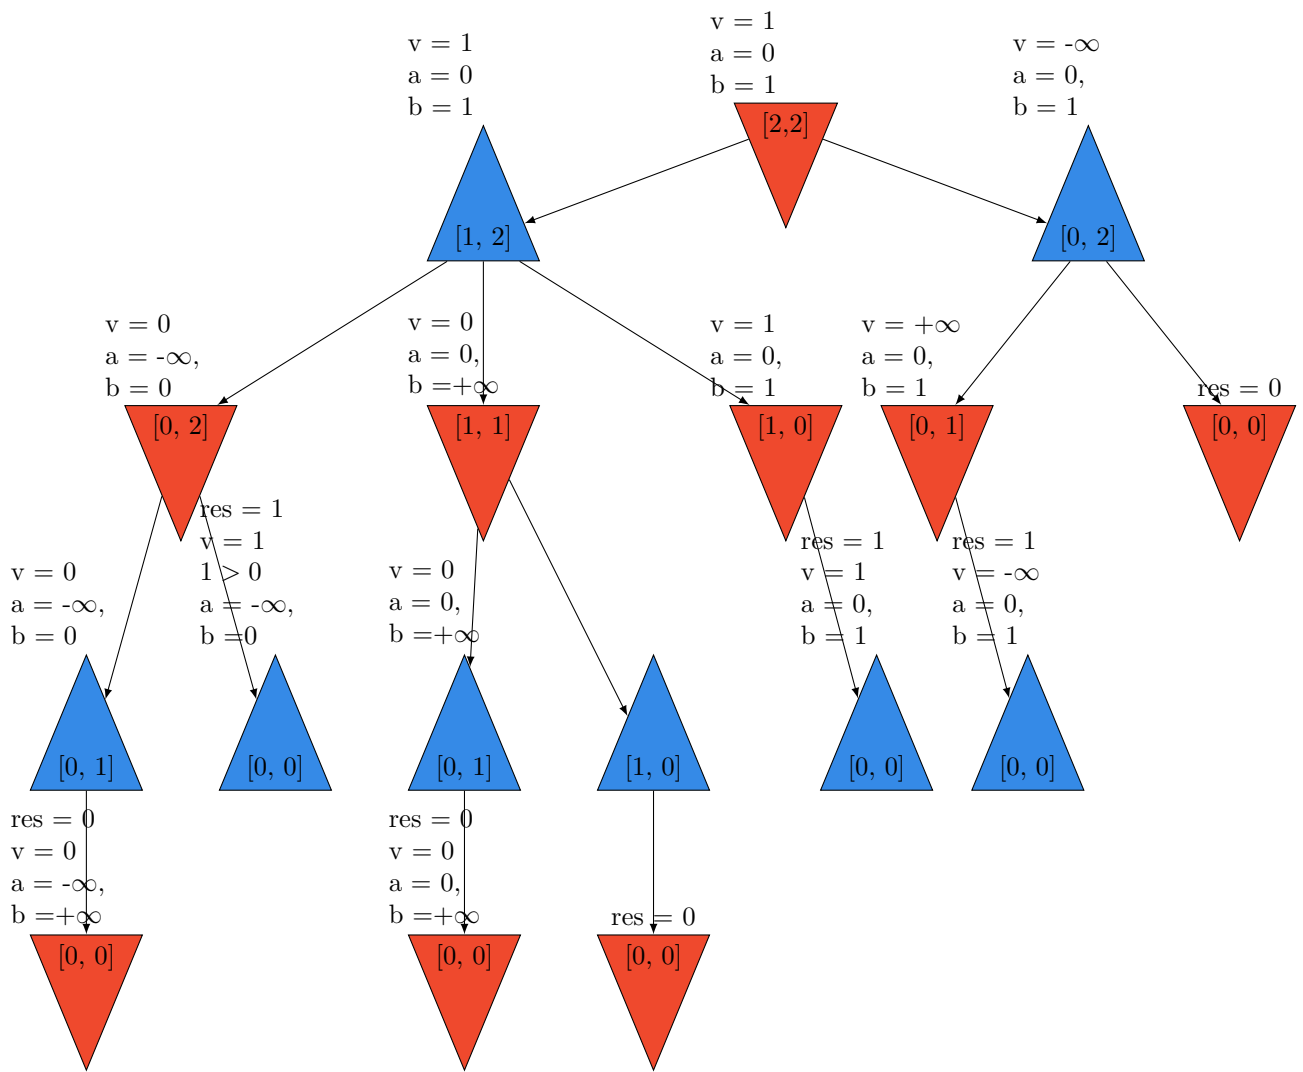 v = 1
a = 0
b = 1
[2,2]
v = 1
a = 0
b = 1
[1, 2]
v = -∞
a = 0,
b = 1
[0, 2]
v = 0
a = -∞,
b = 0
[0, 2]
v = 0
a = 0,
b =+∞
[1, 1]
v = 1
a = 0,
b = 1
[1, 0]
v = +∞
a = 0,
b = 1
[0, 1]
res = 0
[0, 0]
v = 0
a = -∞,
b = 0
[0, 1]
res = 1
v = 1
1 > 0
a = -∞,
b =0
[0, 0]
v = 0
a = 0,
b =+∞
[0, 1]
[1, 0]
res = 1
v = 1
a = 0,
b = 1
[0, 0]
res = 1
v = -∞
a = 0,
b = 1
[0, 0]
res = 0
v = 0
a = -∞,
b =+∞
[0, 0]
res = 0
v = 0
a = 0,
b =+∞
[0, 0]
res = 0
[0, 0]